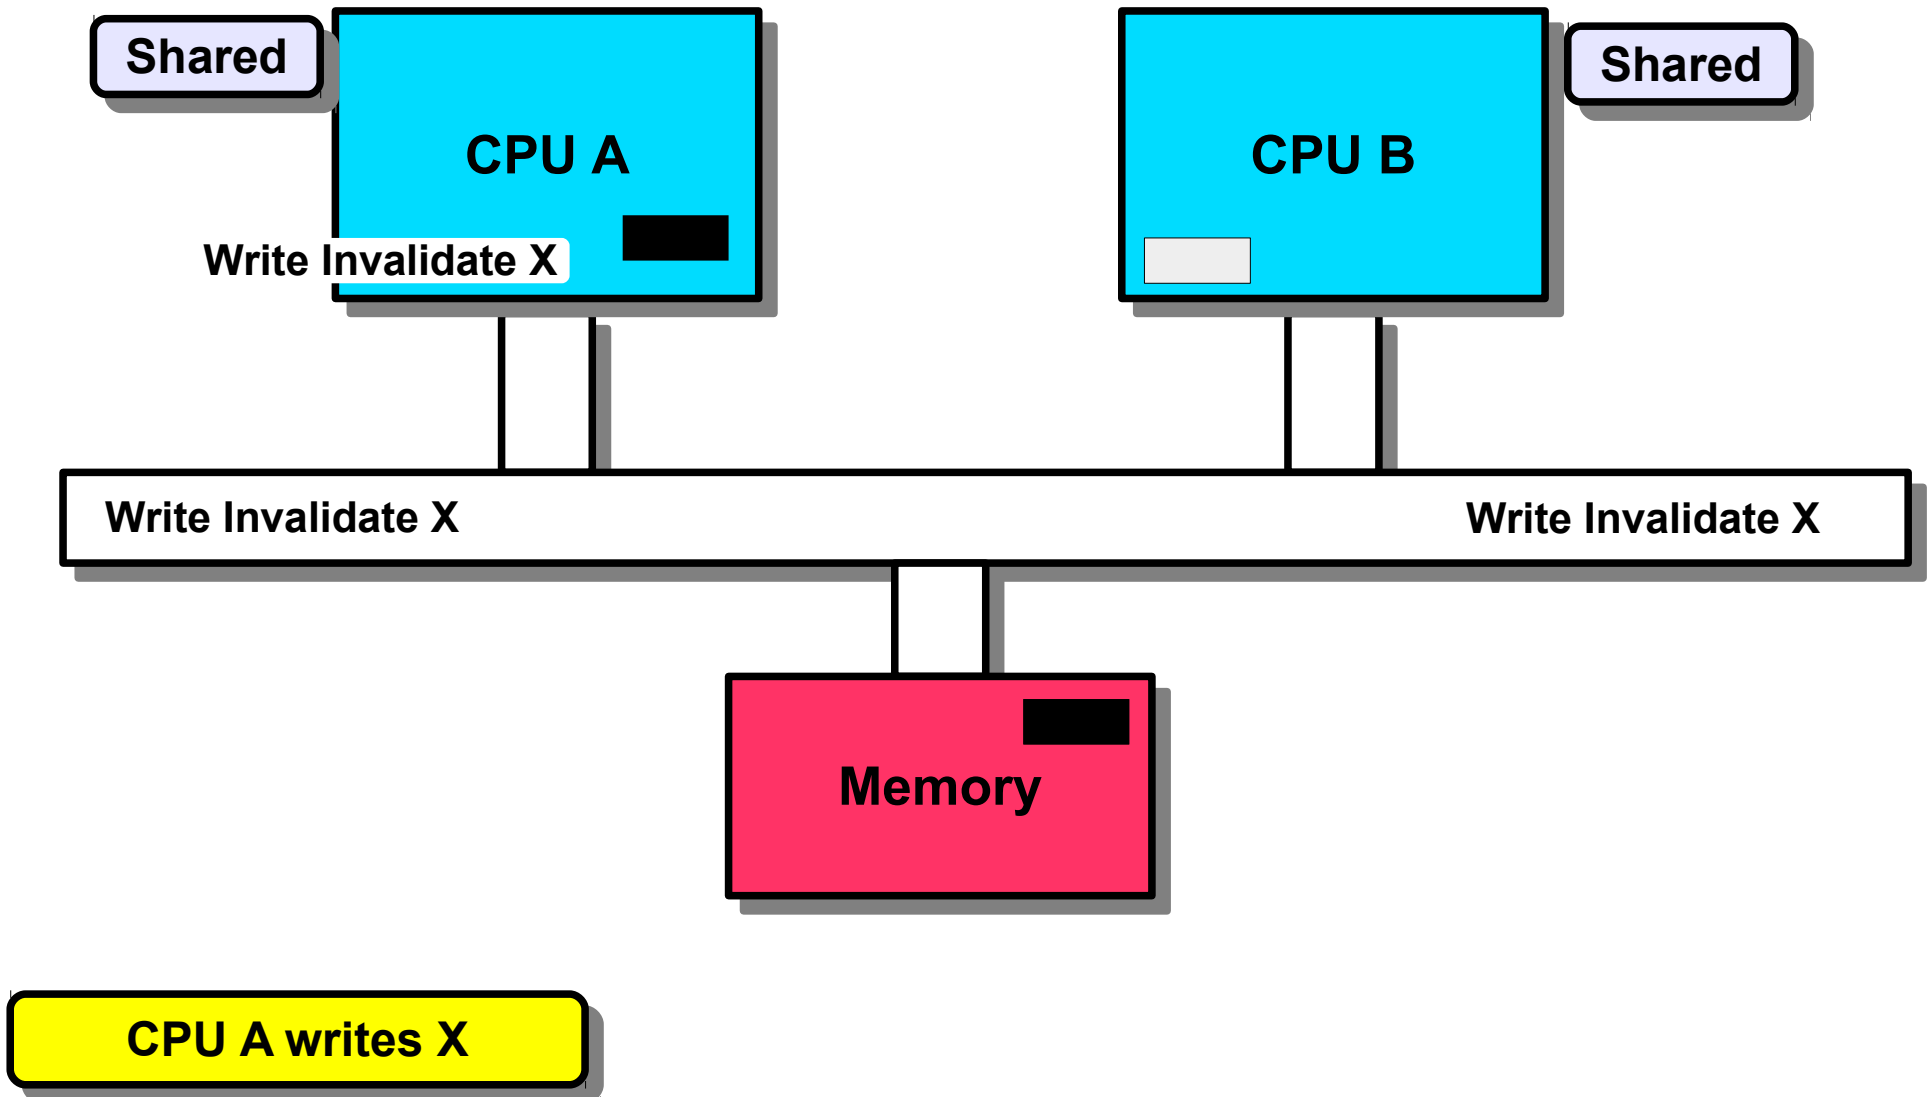 Shared
Shared
CPU A
CPU B
Write Invalidate X
Write Invalidate X
Write Invalidate X
Memory
CPU A writes X